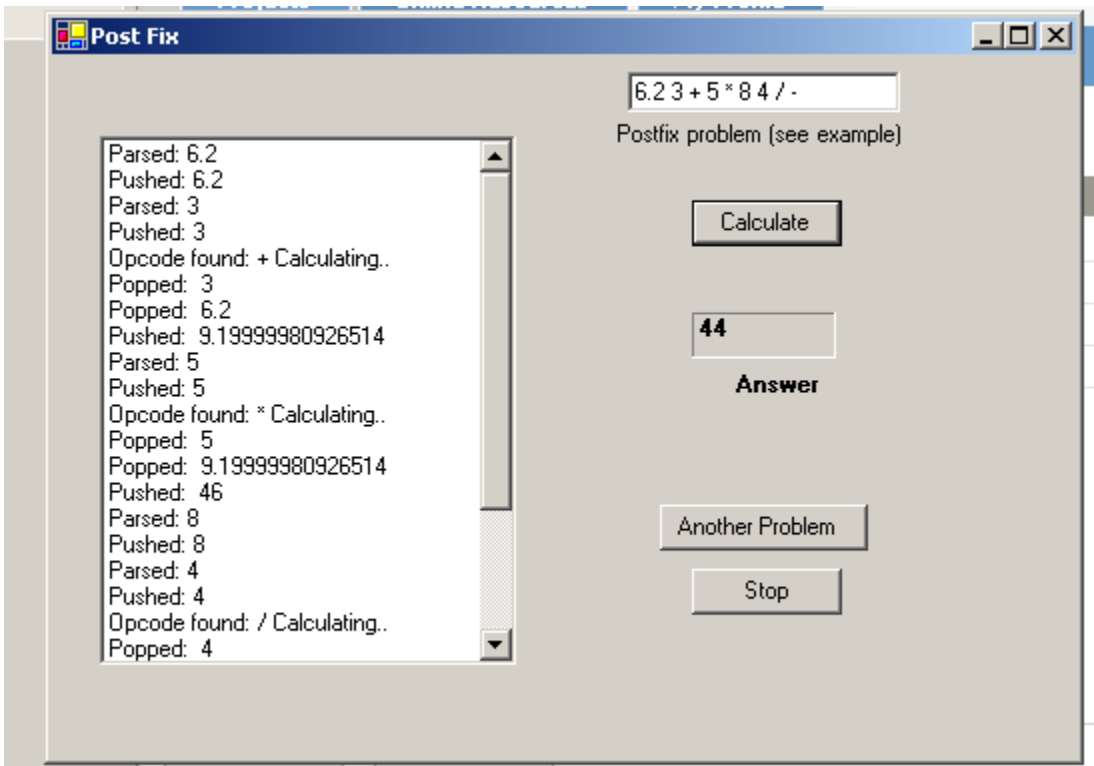 Post Fix
6.2 3 + 5 * 8 4 / -
Postfix problem (see example)
Parsed: 6.2
Pushed: 6.2
Parsed: 3
Pushed: 3
Opcode found: + Calculating..
Popped:  3
Popped:  6.2
Pushed:  9.19999980926514
Parsed: 5
Pushed: 5
Opcode found: * Calculating..
Popped:  5
Popped:  9.19999980926514
Pushed:  46
Parsed: 8
Pushed: 8
Parsed: 4
Pushed: 4
Opcode found: / Calculating..
Popped:  4
Calculate
44
Answer
Another Problem
Stop